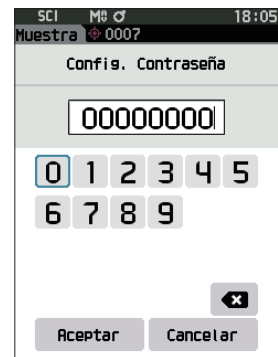 SCI M 18:05
Muestra 0007
Config. Contraseña
00000000
0 1 2 3 4 5
6 7 8 9
Aceptar Cancelar